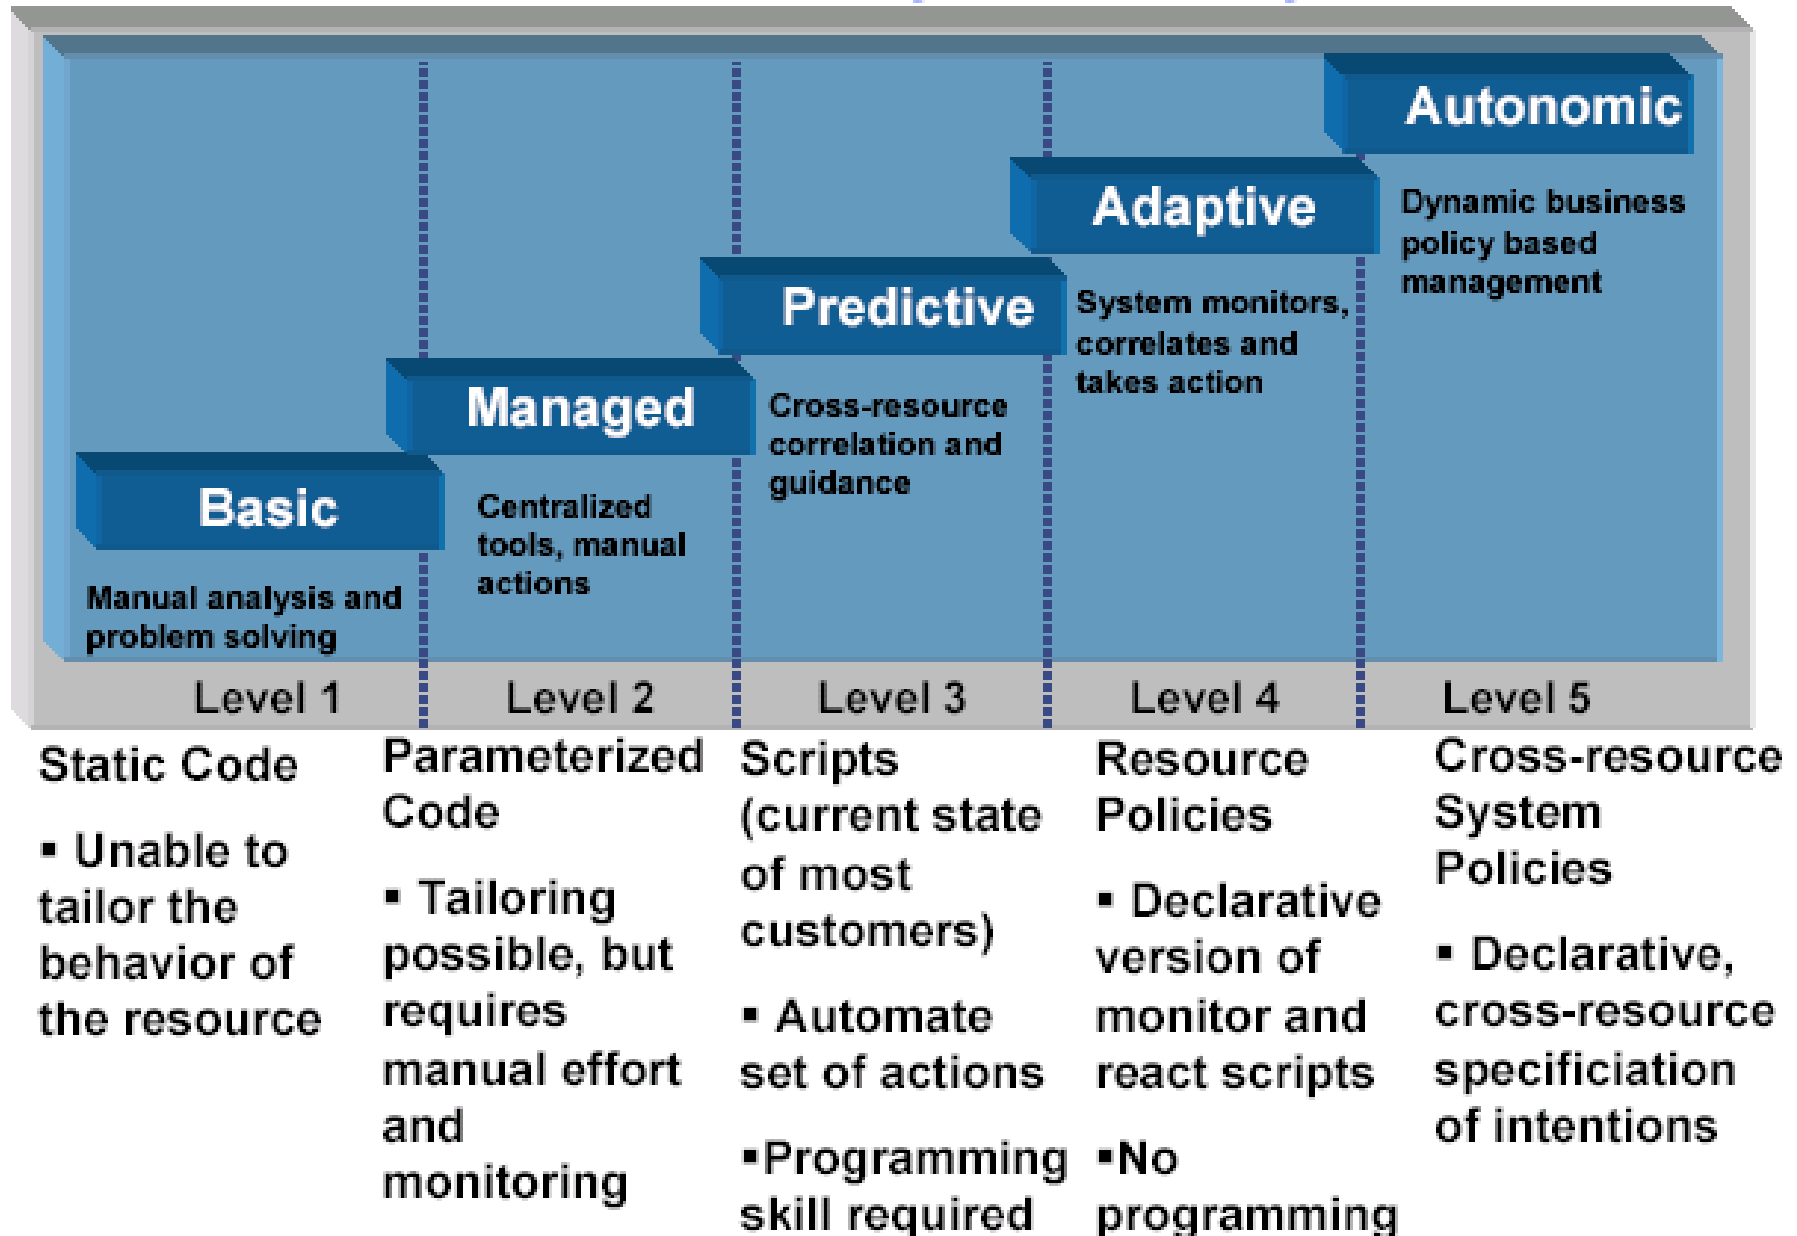 Autonomic
Adaptive
Predictive
Managed
Basic
Manual analysis and
problem solving
Centralized
tools, manual
actions
Cross-resource
correlation and
guidance
System monitors,
correlates and
takes action
Dynamic business
policy based
management
Level 1
Level 2
Level 3
Level 4
Level 5
Static Code
▪ Unable to
tailor the
behavior of
the resource
Parameterized
Code
▪ Tailoring
possible, but
requires
manual effort
and
monitoring
Scripts
(current state
of most
customers)
▪ Automate
set of actions
▪Programming
skill required
Resource
Policies
▪ Declarative
version of
monitor and
react scripts
▪No
programming
Cross-resource
System
Policies
▪ Declarative,
cross-resource
specificiation
of intentions